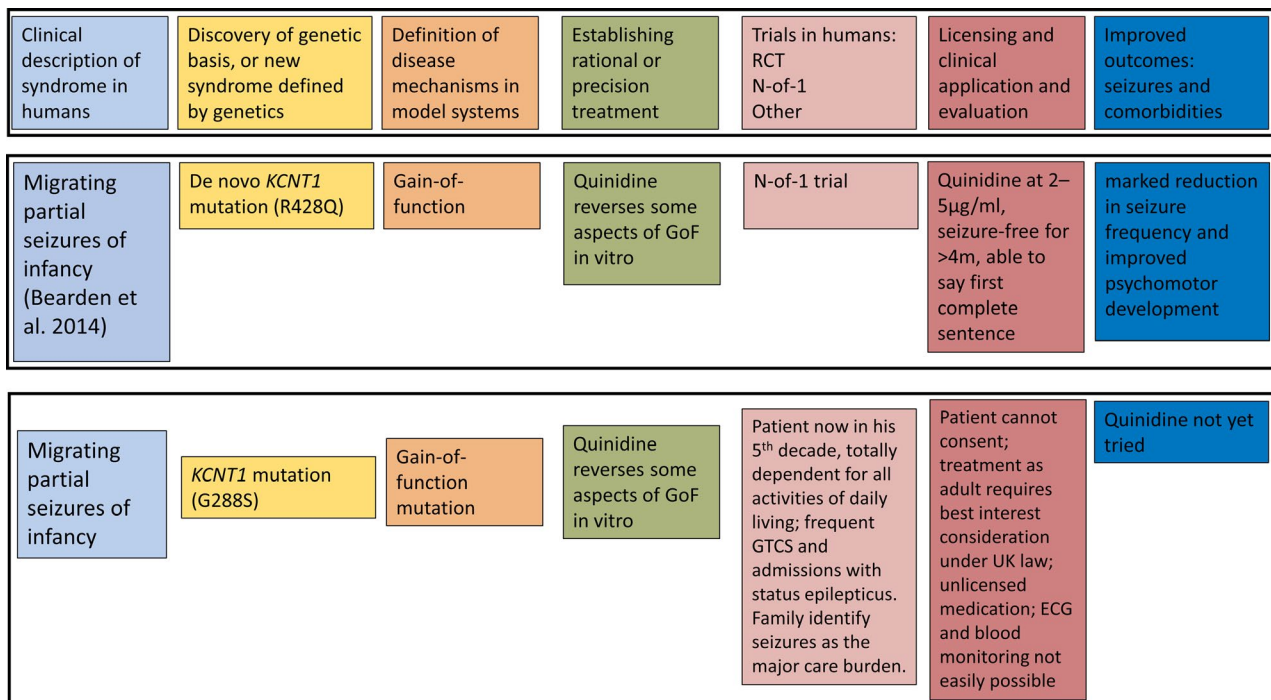 Clinical
description of
syndrome in
humans
Discovery of genetic
basis, or new
syndrome defined
by genetics
Definition of
disease
mechanisms in
model systems
Establishing
rational or
precision
treatment
Trials in humans:
RCT
N-of-1
Other
Licensing and
clinical
application and
evaluation
Improved
outcomes:
seizures and
comorbidities
Migrating
partial
seizures of
infancy
(Bearden et
al. 2014)
De novo KCNT1
mutation (R428Q)
Gain-of-
function
Quinidine
reverses some
aspects of GoF
in vitro
N-of-1 trial
Quinidine at 2–
5µg/ml,
seizure-free for
>4m, able to
say first
complete
sentence
marked reduction
in seizure
frequency and
improved
psychomotor
development
Migrating
partial
seizures of
infancy
KCNT1 mutation
(G288S)
Gain-of-
function
mutation
Quinidine
reverses some
aspects of GoF
in vitro
Patient now in his
5th decade, totally
dependent for all
activities of daily
living; frequent
GTCS and
admissions with
status epilepticus.
Family identify
seizures as the
major care burden.
Patient cannot
consent;
treatment as
adult requires
best interest
consideration
under UK law;
unlicensed
medication; ECG
and blood
monitoring not
easily possible
Quinidine not yet
tried